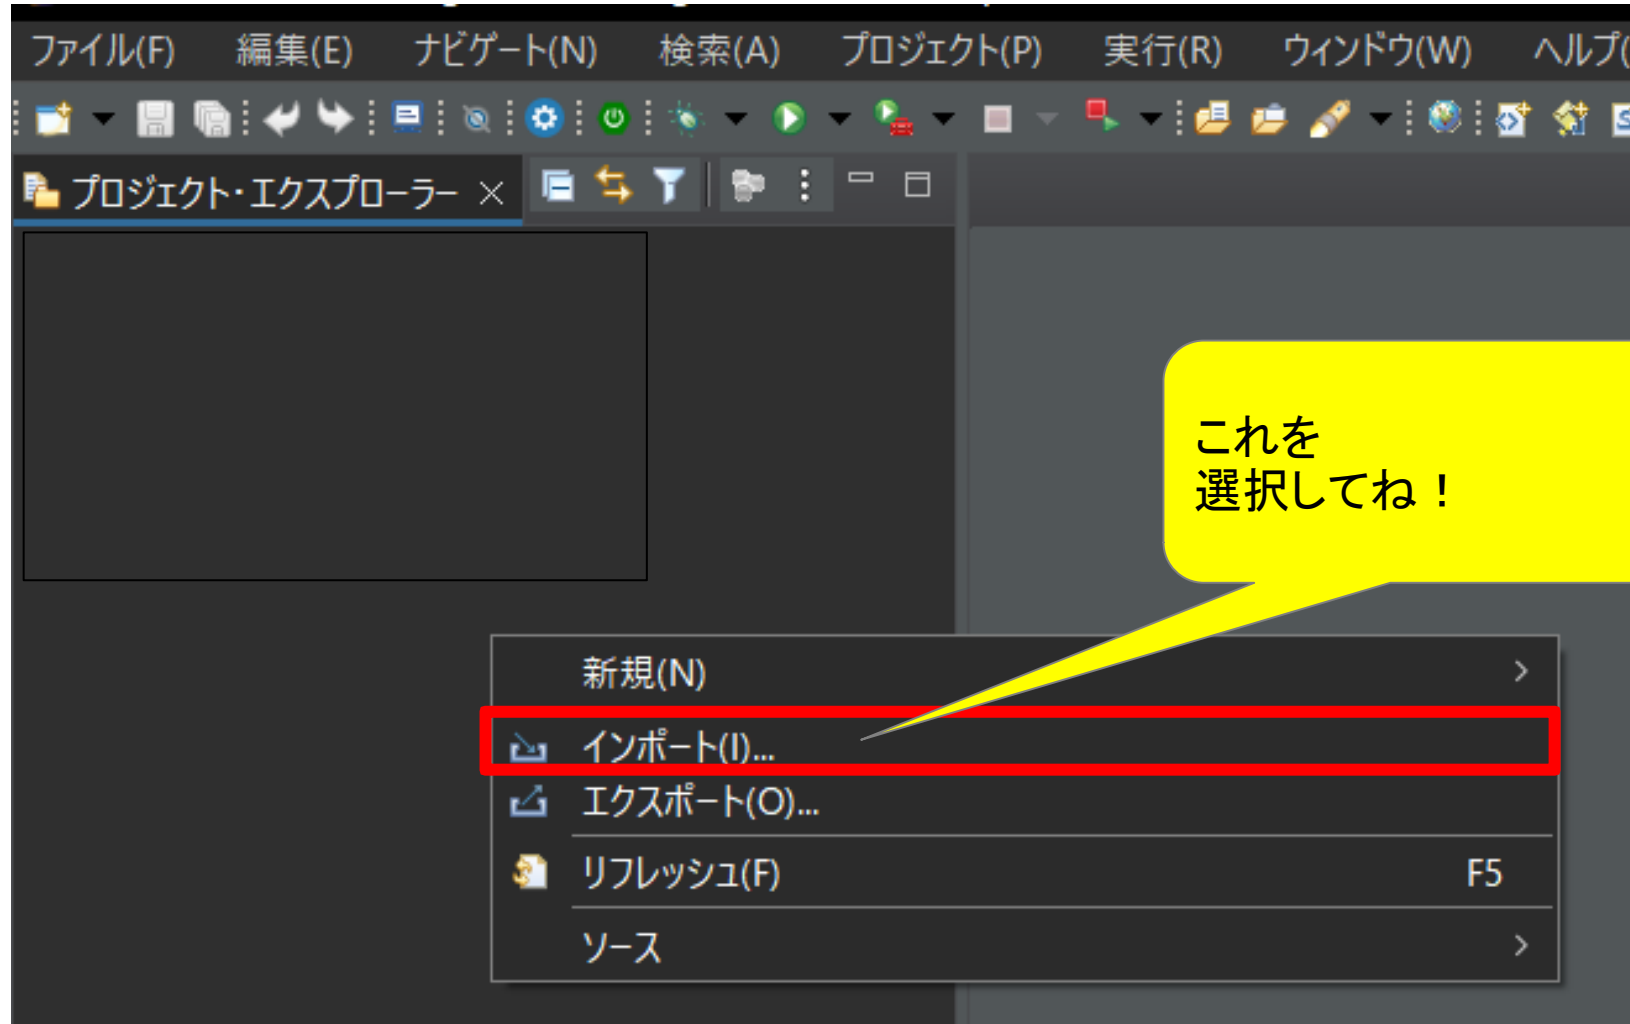 ファイル(F) 編集(E) ナビゲート(N) 検索(A) プロジェクト(P) 実行(R) ウィンドウ(W) ヘルプ(
プロジェクト・エクスプローラー
これを
選択してね！
新規(N)
インポート(I)...
エクスポート(O)...
リフレッシュ(F) F5
ソース